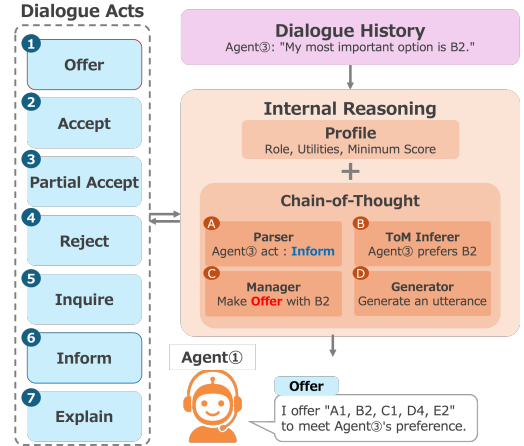 Dialogue Acts
1
Offer
2
Accept
3
Partial Accept
4
Reject
5
Inquire
6
Inform
7
Explain
Dialogue History
Agent③: "My most important option is B2."
Internal Reasoning
Profile
Role, Utilities, Minimum Score
+
Chain-of-Thought
A
Parser
Agent③ act : Inform
B
ToM Inferer
Agent③ prefers B2
C
Manager
Make Offer with B2
D
Generator
Generate an utterance
Agent①
Offer
I offer "A1, B2, C1, D4, E2"
to meet Agent③'s preference.